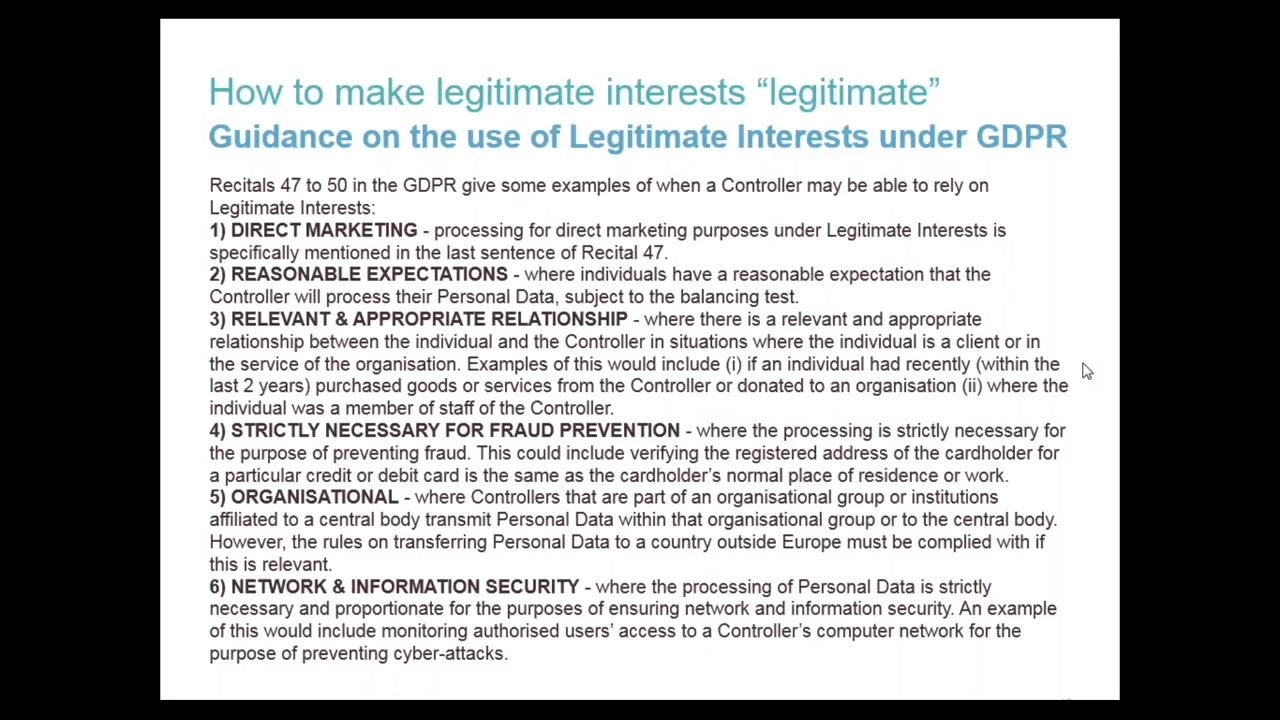 How to make legitimate interests “legitimate”
Guidance on the use of Legitimate Interests under GDPR
Recitals 47 to 50 in the GDPR give some examples of when a Controller may be able to rely on
Legitimate Interests:
1) DIRECT MARKETING - processing for direct marketing purposes under Legitimate Interests is
specifically mentioned in the last sentence of Recital 47.
2) REASONABLE EXPECTATIONS - where individuals have a reasonable expectation that the
Controller will process their Personal Data, subject to the balancing test.
3) RELEVANT & APPROPRIATE RELATIONSHIP - where there is a relevant and appropriate
relationship between the individual and the Controller in situations where the individual is a client or in
the service of the organisation. Examples of this would include (i) if an individual had recently (within the
last 2 years) purchased goods or services from the Controller or donated to an organisation (ii) where the
individual was a member of staff of the Controller.
4) STRICTLY NECESSARY FOR FRAUD PREVENTION - where the processing is strictly necessary for
the purpose of preventing fraud. This could include verifying the registered address of the cardholder for
a particular credit or debit card is the same as the cardholder’s normal place of residence or work.
5) ORGANISATIONAL - where Controllers that are part of an organisational group or institutions
affiliated to a central body transmit Personal Data within that organisational group or to the central body.
However, the rules on transferring Personal Data to a country outside Europe must be complied with if
this is relevant.
6) NETWORK & INFORMATION SECURITY - where the processing of Personal Data is strictly
necessary and proportionate for the purposes of ensuring network and information security. An example
of this would include monitoring authorised users’ access to a Controller’s computer network for the
purpose of preventing cyber-attacks.